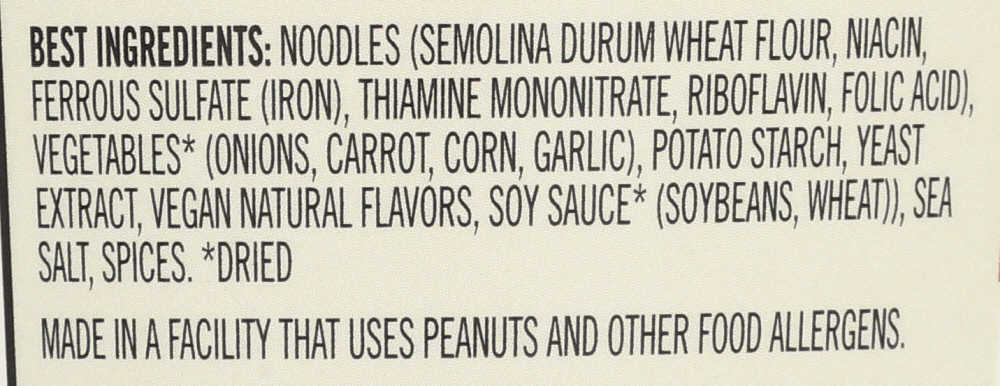 BEST INGREDIENTS: NOODLES (SEMOLINA DURUM WHEAT FLOUR, NIACIN,
FERROUS SULFATE (IRON), THIAMINE MONONITRATE, RIBOFLAVIN, FOLIC ACID),
VEGETABLES* (ONIONS, CARROT, CORN, GARLIC), POTATO STARCH, YEAST
EXTRACT, VEGAN NATURAL FLAVORS, SOY SAUCE* (SOYBEANS, WHEAT)), SEA
SALT, SPICES. *DRIED
MADE IN A FACILITY THAT USES PEANUTS AND OTHER FOOD ALLERGENS.